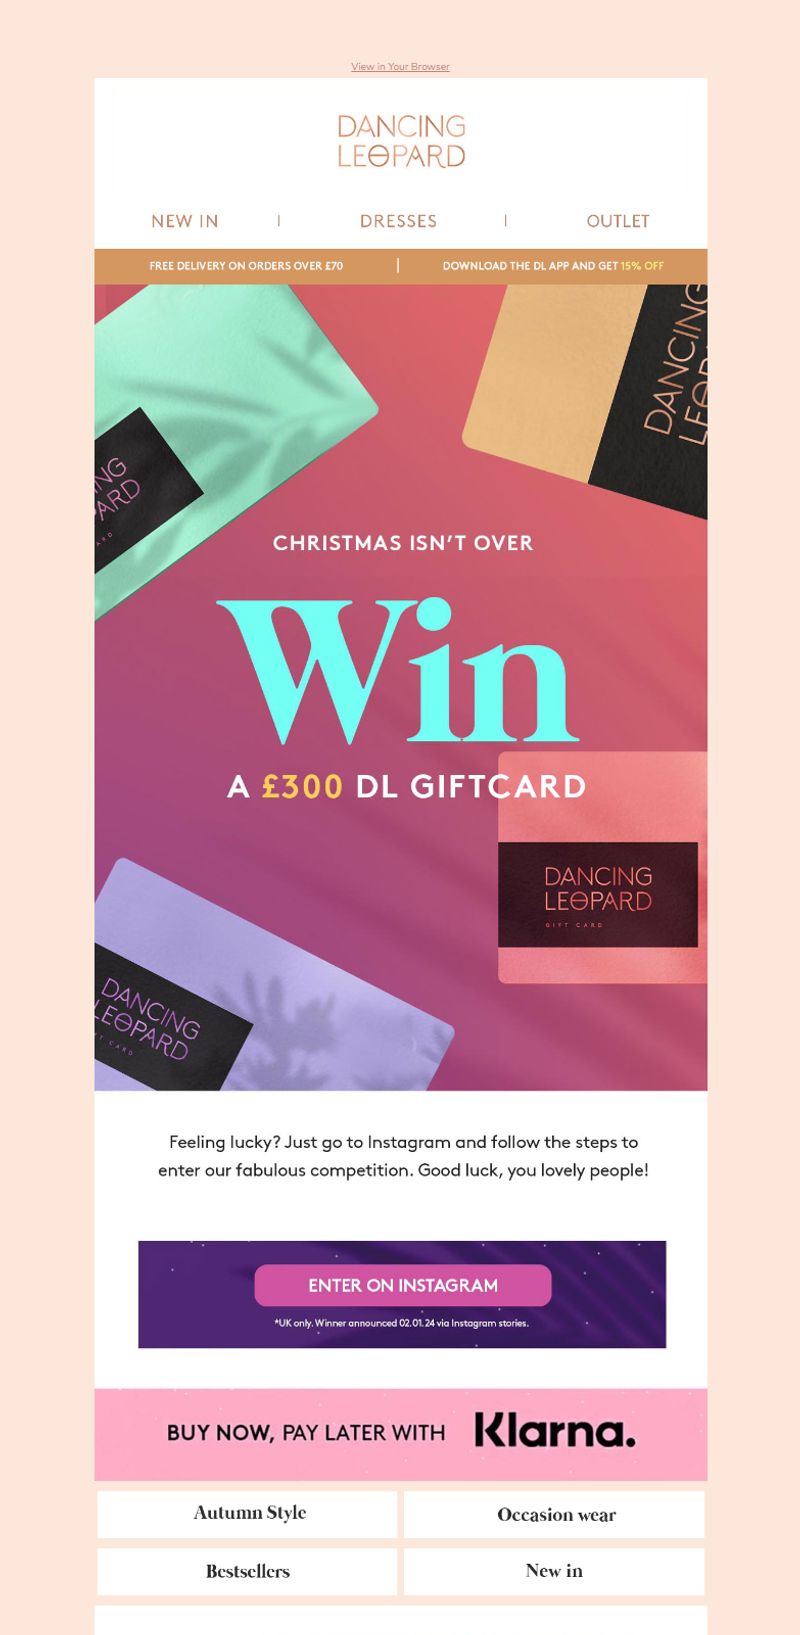 View in Your Browser
DANCING
LEOPARD
NEW IN | DRESSES | OUTLET
FREE DELIVERY ON ORDERS OVER £70 | DOWNLOAD THE DL APP AND GET 15% OFF
DANCING
CHRISTMAS ISN'T OVER
Win
A £300 DL GIFTCARD
DANCING
LEOPARD
GIFT CARD
DANCING
LEOPARD
CARD
Feeling lucky? Just go to Instagram and follow the steps to
enter our fabulous competition. Good luck, you lovely people!
ENTER ON INSTAGRAM
*UK only. Winner announced 02.01.24 via Instagram stories.
BUY NOW, PAY LATER WITH Klarna.
Autumn Style
Occasion wear
Bestsellers
New in